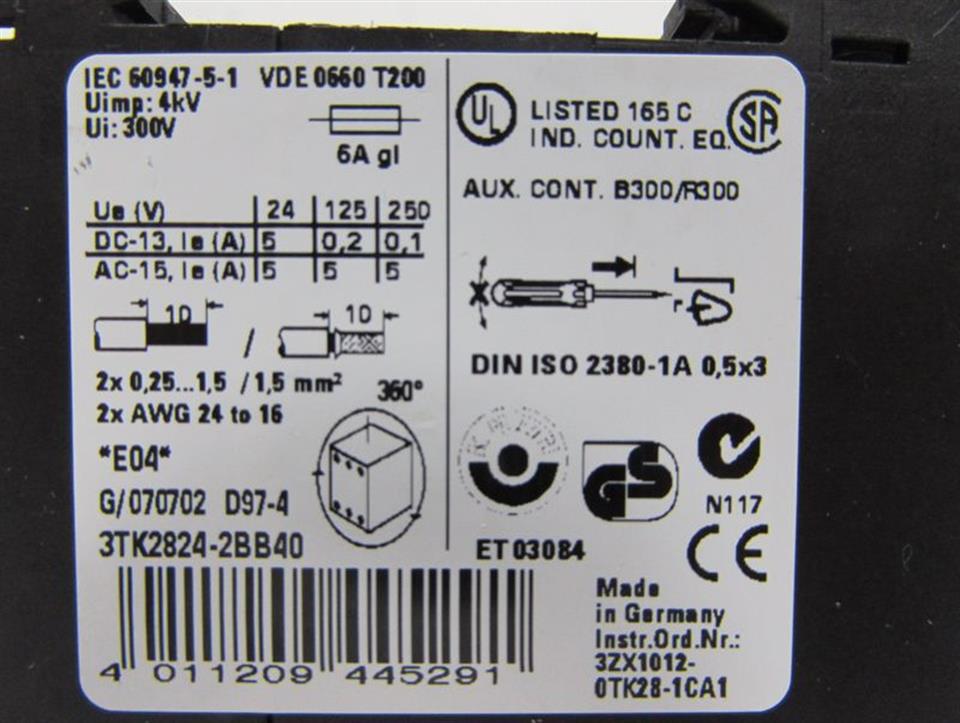 IEC 60947-5-1 VDE 0660 T200
Uimp: 4kV
Ui: 300V
6A gl
Ue (V) 24 125 250
DC-13, Ie (A) 5 0,2 0,1
AC-15, Ie (A) 5 5 5
10 / 10
2x 0,25...1,5 / 1,5 mm²
2x AWG 24 to 16
360°
*E04*
G/070702 D97-4
3TK2824-2BB40
4 011209 445291
UL LISTED 165 C
IND. COUNT. EQ.
SA
AUX. CONT. B300/R300
r
DIN ISO 2380-1A 0,5x3
GS
N117
ET 03084
CE
Made
in Germany
Instr.Ord.Nr.:
3ZX1012-
0TK28-1CA1